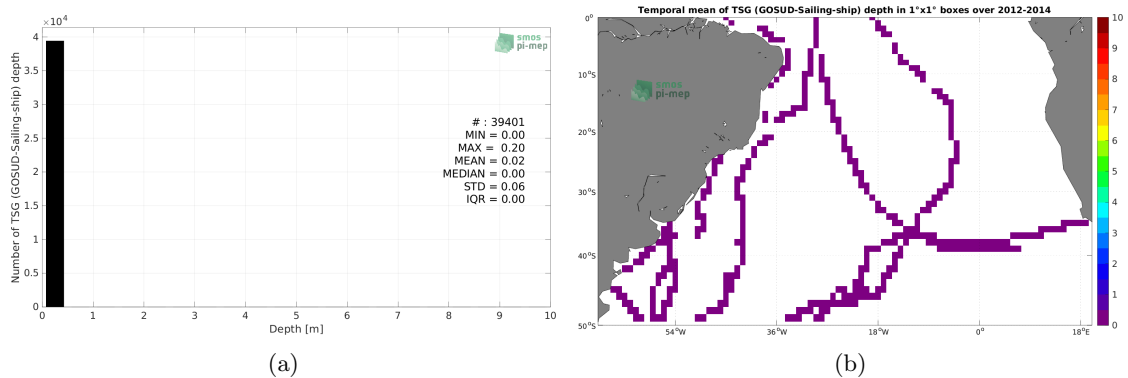 ×10⁴
4
3.5
3
2.5
2
1.5
1
0.5
0
Number of TSG (GOSUD-Sailing-ship) depth
smos
pi-mep
# : 39401
MIN = 0.00
MAX = 0.20
MEAN = 0.02
MEDIAN = 0.00
STD = 0.06
IQR = 0.00
0 1 2 3 4 5 6 7 8 9 10
Depth [m]
(a)
Temporal mean of TSG (GOSUD-Sailing-ship) depth in 1°x1° boxes over 2012-2014
0°
10°S
20°S
30°S
40°S
50°S
smos
pi-mep
54°W 36°W 18°W 0° 18°E
10
9
8
7
6
5
4
3
2
1
0
(b)